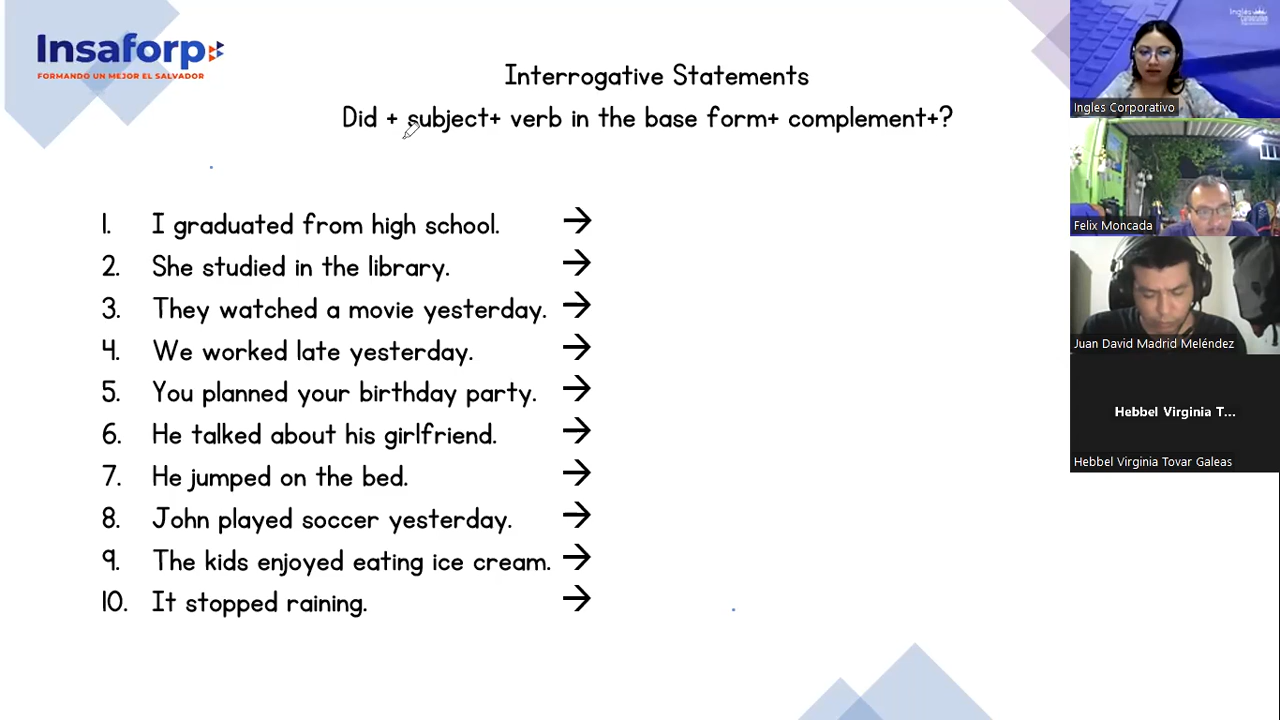 Insaforp
FORMANDO UN MEJOR EL SALVADOR
Interrogative Statements
Did + subject+ verb in the base form+ complement+?
1. I graduated from high school. →
2. She studied in the library. →
3. They watched a movie yesterday. →
4. We worked late yesterday. →
5. You planned your birthday party. →
6. He talked about his girlfriend. →
7. He jumped on the bed. →
8. John played soccer yesterday. →
9. The kids enjoyed eating ice cream. →
10. It stopped raining. →
Inglés
Corporativo
Ingles Corporativo
Felix Moncada
Juan David Madrid Meléndez
Hebbel Virginia T...
Hebbel Virginia Tovar Galeas